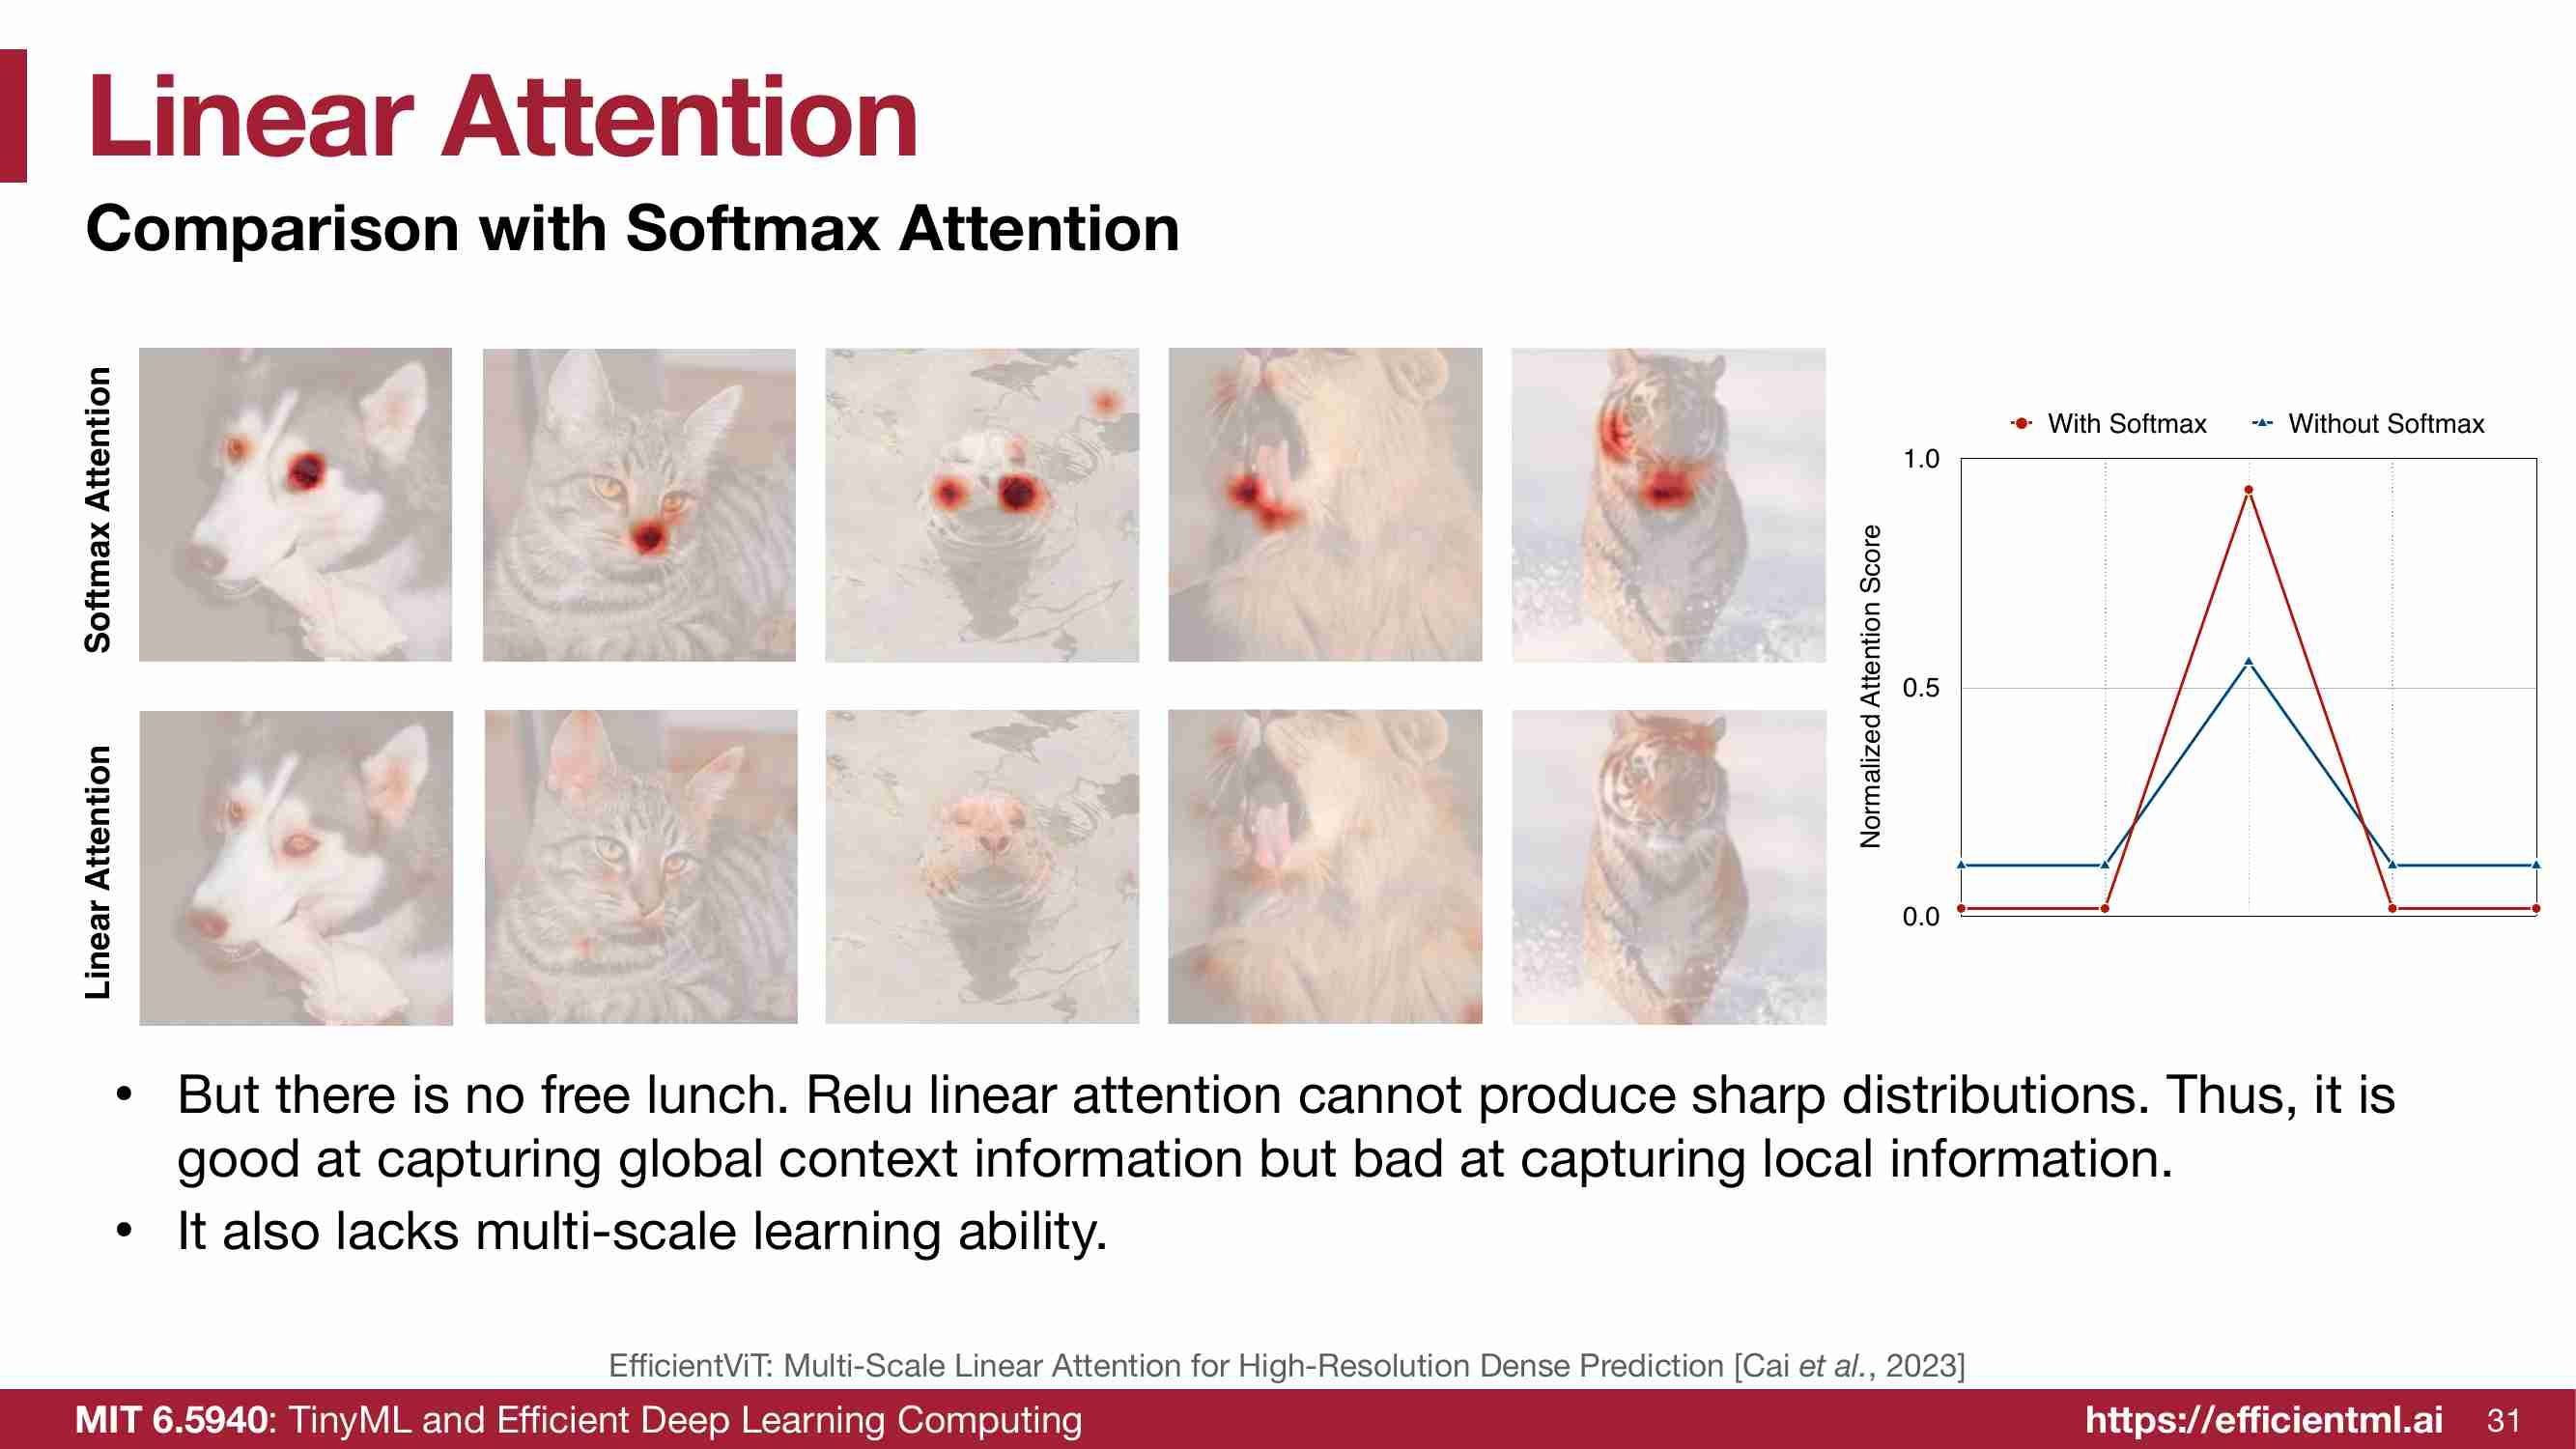 Linear Attention
Comparison with Softmax Attention
Softmax Attention
Linear Attention
With Softmax
Without Softmax
Normalized Attention Score
1.0
0.5
0.0
• But there is no free lunch. Relu linear attention cannot produce sharp distributions. Thus, it is
good at capturing global context information but bad at capturing local information.
• It also lacks multi-scale learning ability.
EfficientViT: Multi-Scale Linear Attention for High-Resolution Dense Prediction [Cai et al., 2023]
MIT 6.5940: TinyML and Efficient Deep Learning Computing
https://efficientml.ai
31